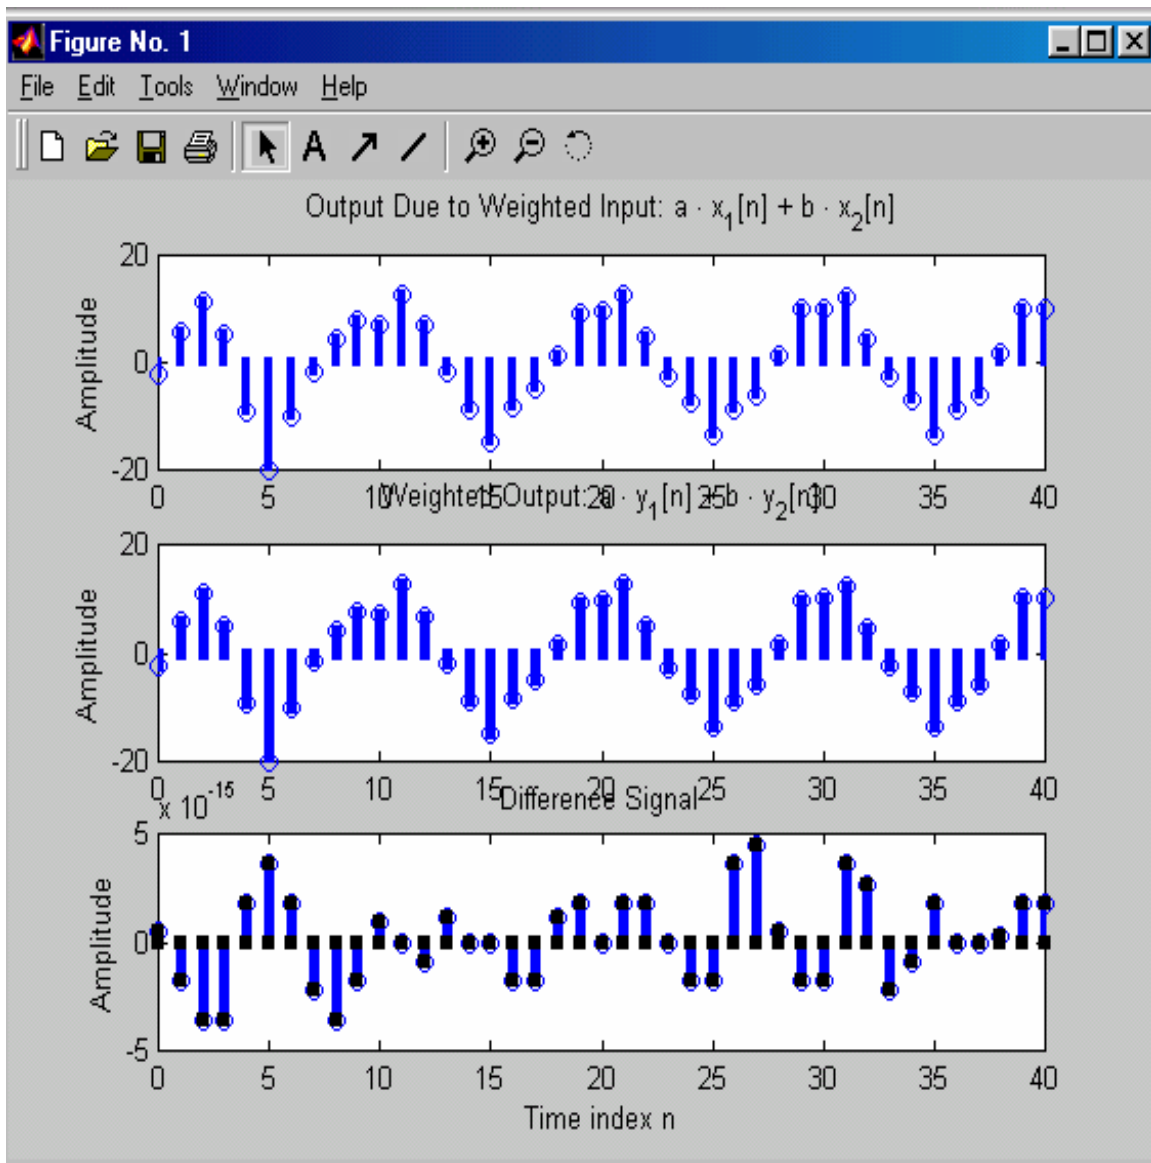 Figure No. 1
File Edit Tools Window Help
A
Output Due to Weighted Input: a · x1[n] + b · x2[n]
20
0
-20
Amplitude
0 5 10 15 20 25 30 35 40
Weighted Output: a · y1[n] + b · y2[n]
20
0
-20
Amplitude
0 5 10 15 20 25 30 35 40
x 10^-15
Difference Signal
5
0
-5
Amplitude
0 5 10 15 20 25 30 35 40
Time index n